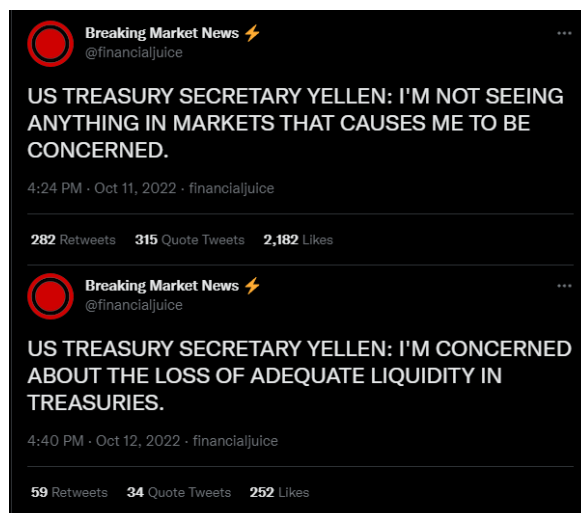 Breaking Market News ⚡
@financialjuice
US TREASURY SECRETARY YELLEN: I'M NOT SEEING
ANYTHING IN MARKETS THAT CAUSES ME TO BE
CONCERNED.
4:24 PM · Oct 11, 2022 · financialjuice
282 Retweets 315 Quote Tweets 2,182 Likes
Breaking Market News ⚡
@financialjuice
US TREASURY SECRETARY YELLEN: I'M CONCERNED
ABOUT THE LOSS OF ADEQUATE LIQUIDITY IN
TREASURIES.
4:40 PM · Oct 12, 2022 · financialjuice
59 Retweets 34 Quote Tweets 252 Likes